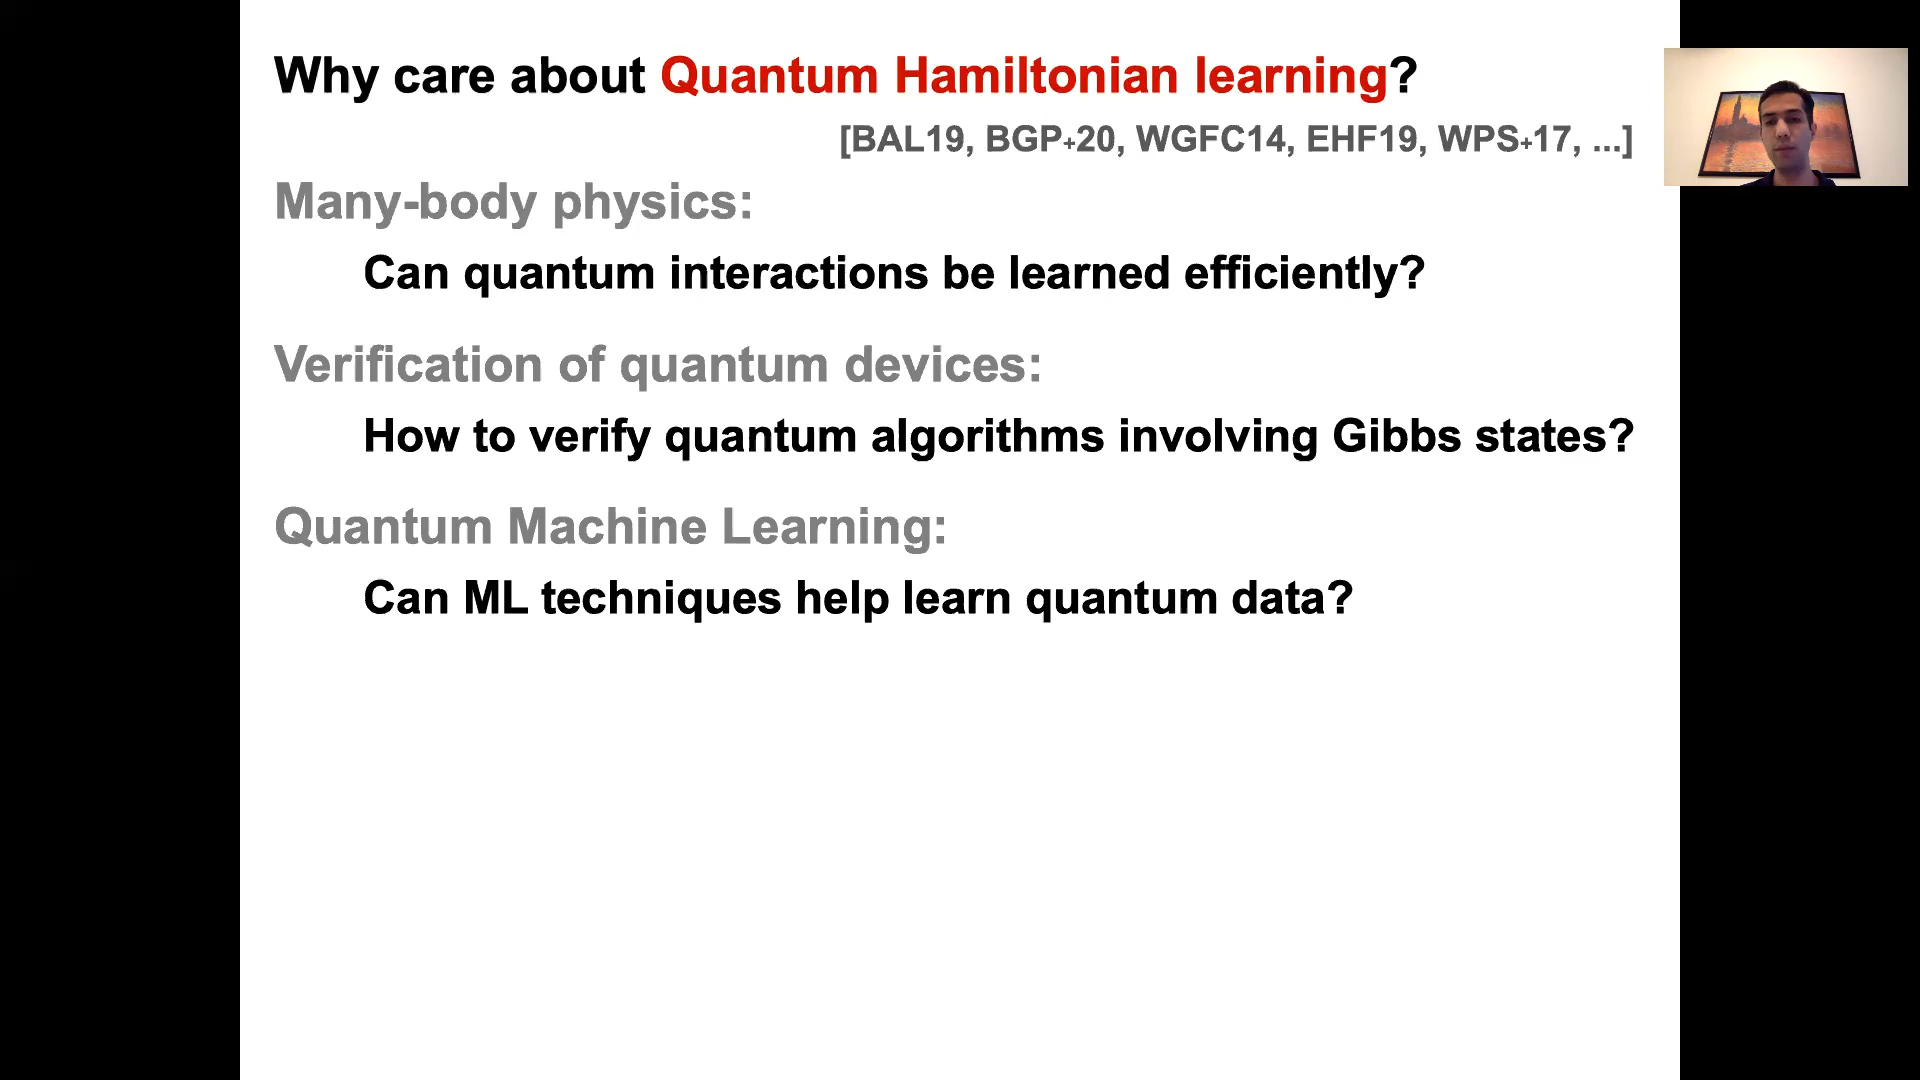 Why care about Quantum Hamiltonian learning?
[BAL19, BGP+20, WGFC14, EHF19, WPS+17, ...]
Many-body physics:
Can quantum interactions be learned efficiently?
Verification of quantum devices:
How to verify quantum algorithms involving Gibbs states?
Quantum Machine Learning:
Can ML techniques help learn quantum data?